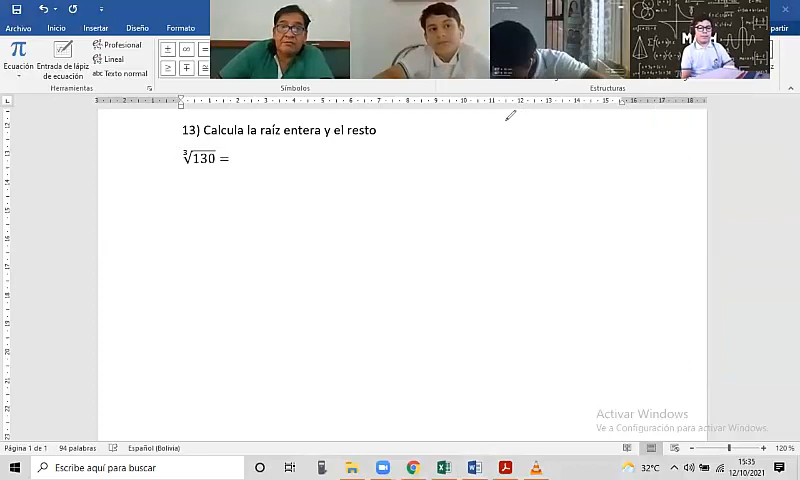 Archivo Inicio Insertar Diseño Formato
partir
π Ecuación
Entrada de lápiz de ecuación
Profesional
Lineal
abc Texto normal
± ∞ =
≥ ∓ ≅
Herramientas
Símbolos
Estructuras
13) Calcula la raíz entera y el resto
∛130 =
Activar Windows
Ve a Configuración para activar Windows.
Página 1 de 1 94 palabras Español (Bolivia) 120 %
Escribe aquí para buscar
32°C
15:35
12/10/2021